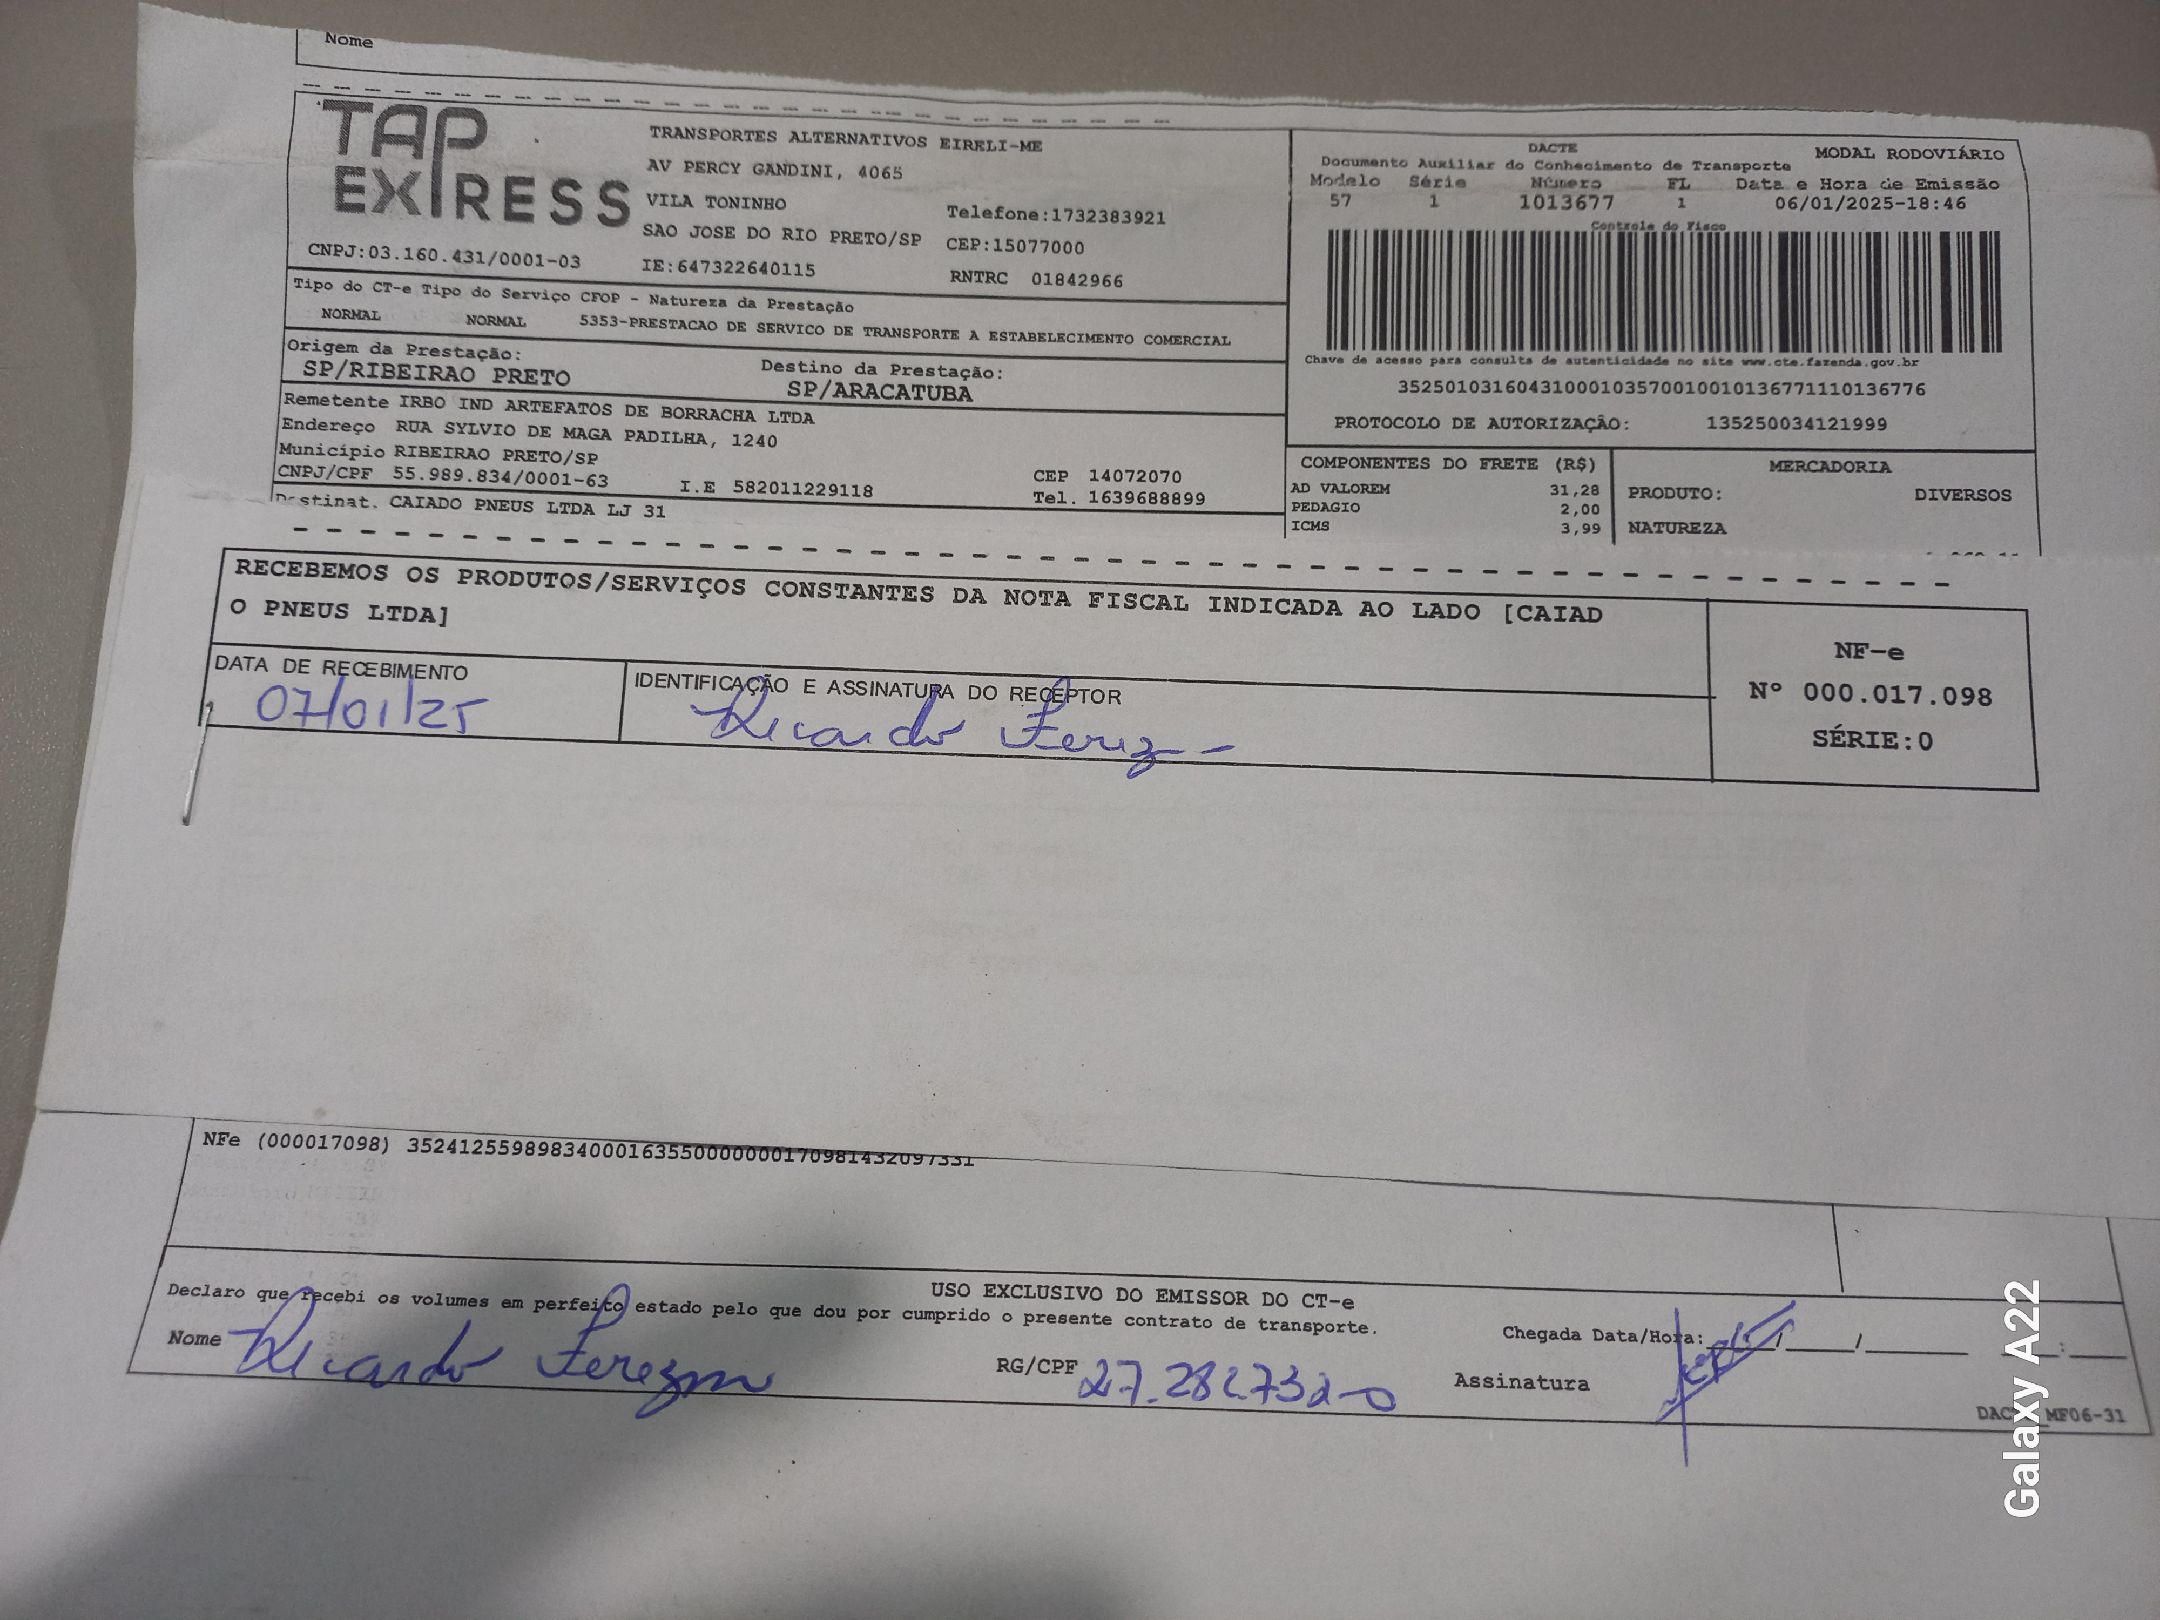 Nome
TAP EXPRESS
TRANSPORTES ALTERNATIVOS EIRELI-ME
AV PERCY GANDINI, 4065
VILA TONINHO
Telefone:1732383921
SAO JOSE DO RIO PRETO/SP CEP:15077000
CNPJ:03.160.431/0001-03 IE:647322640115 RNTRC 01842966
DACTE MODAL RODOVIÁRIO
Documento Auxiliar do Conhecimento de Transporte
Modelo Série Número FL Data e Hora de Emissão
57 1 1013677 1 06/01/2025-18:46
Controle do Fisco
Chave de acesso para consulta de autenticidade no site www.cte.fazenda.gov.br
35250103160431000103570010010136771110136776
PROTOCOLO DE AUTORIZAÇÃO: 135250034121999
Tipo do CT-e Tipo do Serviço CFOP - Natureza da Prestação
NORMAL NORMAL 5353-PRESTACAO DE SERVICO DE TRANSPORTE A ESTABELECIMENTO COMERCIAL
Origem da Prestação: Destino da Prestação:
SP/RIBEIRAO PRETO SP/ARACATUBA
Remetente IRBO IND ARTEFATOS DE BORRACHA LTDA
Endereço RUA SYLVIO DE MAGA PADILHA, 1240
Município RIBEIRAO PRETO/SP CEP 14072070
CNPJ/CPF 55.989.834/0001-63 I.E 582011229118 Tel. 1639688899
Destinat. CAIADO PNEUS LTDA LJ 31
COMPONENTES DO FRETE (R$) MERCADORIA
AD VALOREM 31,28 PRODUTO: DIVERSOS
PEDAGIO 2,00
ICMS 3,99 NATUREZA
RECEBEMOS OS PRODUTOS/SERVIÇOS CONSTANTES DA NOTA FISCAL INDICADA AO LADO [CAIAD
O PNEUS LTDA]
NF-e
Nº 000.017.098
SÉRIE:0
DATA DE RECEBIMENTO IDENTIFICAÇÃO E ASSINATURA DO RECEPTOR
07/01/25 Ricardo Ferez
NFe (000017098) 35241255989834000163550000000170981432097331
USO EXCLUSIVO DO EMISSOR DO CT-e
Declaro que recebi os volumes em perfeito estado pelo que dou por cumprido o presente contrato de transporte.
Chegada Data/Hora: / / :
Nome Ricardo RG/CPF 27.282.732-0 Assinatura
MF06-31
Galaxy A22